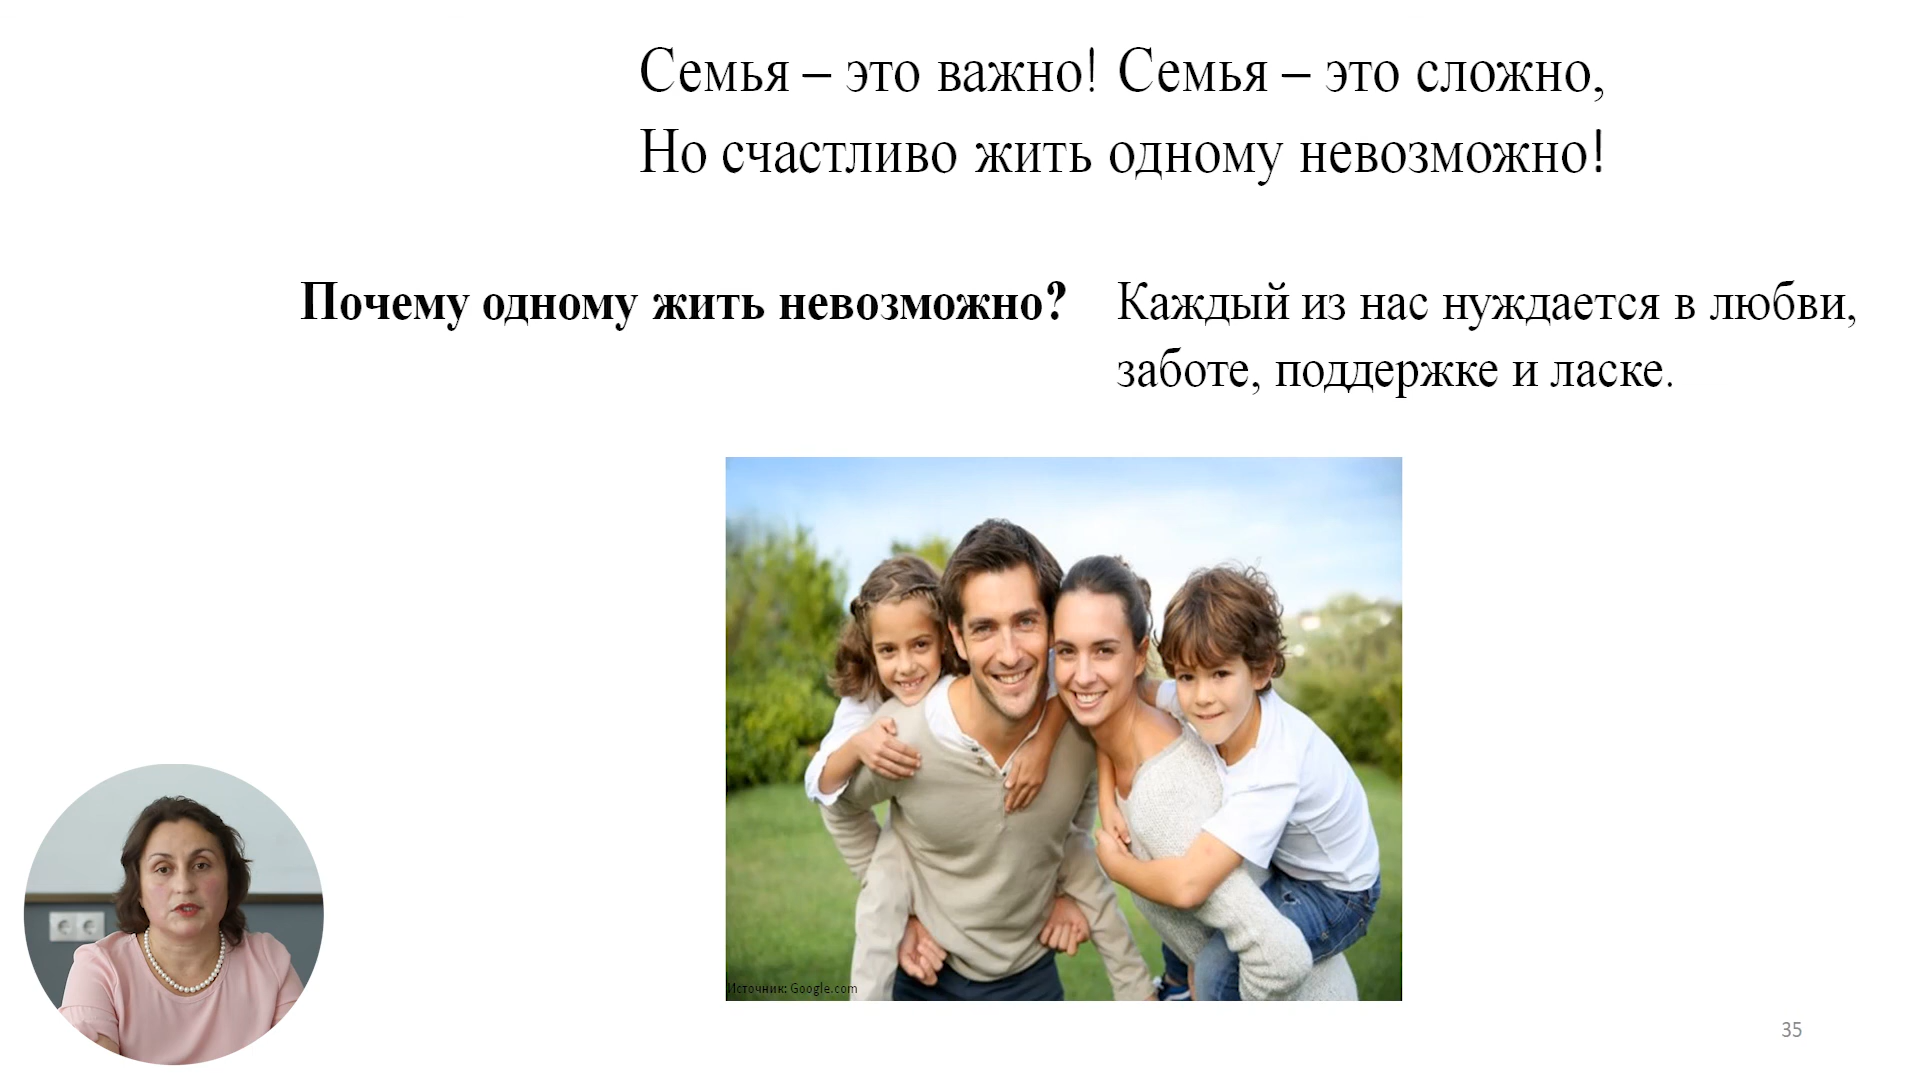 Семья – это важно! Семья – это сложно,
Но счастливо жить одному невозможно!
Почему одному жить невозможно?
Каждый из нас нуждается в любви,
заботе, поддержке и ласке.
Источник: Google.com
35